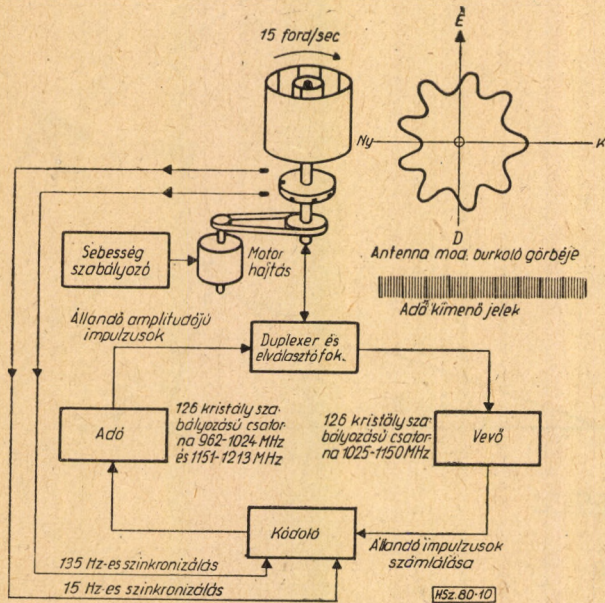 15 ford/sec
É
Ny
K
D
Antenna mod. burkoló görbéje
Adó kimenő jelek
Sebesség
szabályozó
Motor
hajtás
Állandó amplitudójú
impulzusok
Duplexer és
elválasztófok.
Adó
126 kristály sza-
bályozású csator-
na 962-1024 MHz
és 1151-1213 MHz
126 kristály sza-
bályozású csator-
na 1025-1150 MHz
Vevő
Kódoló
Állandó impulzusok
számlálása
135 Hz-es szinkronizálás
15 Hz-es szinkronizálás
HSz.80-10